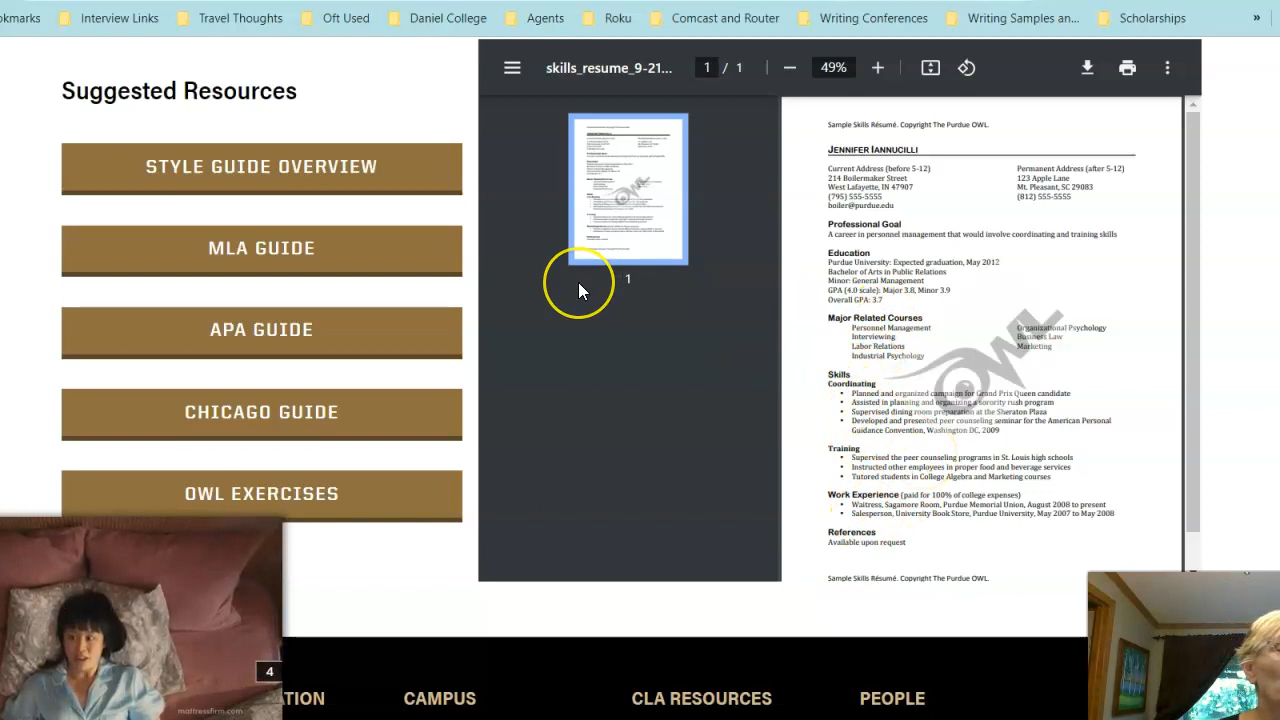 okmarks
Interview Links
Travel Thoughts
Oft Used
Daniel College
Agents
Roku
Comcast and Router
Writing Conferences
Writing Samples an...
Scholarships
»
Suggested Resources
STYLE GUIDE OVERVIEW
MLA GUIDE
APA GUIDE
CHICAGO GUIDE
OWL EXERCISES
skills_resume_9-21...
1 / 1
49%
1
Sample Skills Résumé. Copyright The Purdue OWL.
JENNIFER IANNUCILLI
Current Address (before 5-12)
214 Boilermaker Street
West Lafayette, IN 47907
(795) 555-5555
boiler@purdue.edu
Permanent Address (after 5-12)
123 Apple Lane
Mt. Pleasant, SC 29083
(812) 555-5555
Professional Goal
A career in personnel management that would involve coordinating and training skills
Education
Purdue University: Expected graduation, May 2012
Bachelor of Arts in Public Relations
Minor: General Management
GPA (4.0 scale): Major 3.8, Minor 3.9
Overall GPA: 3.7
Major Related Courses
Personnel Management
Interviewing
Labor Relations
Industrial Psychology
Organizational Psychology
Business Law
Marketing
OWL
Skills
Coordinating
• Planned and organized campaign for Grand Prix Queen candidate
• Assisted in planning and organizing a sorority rush program
• Supervised dining room preparation at the Sheraton Plaza
• Developed and presented peer counseling seminar for the American Personal
Guidance Convention, Washington DC, 2009
Training
• Supervised the peer counseling programs in St. Louis high schools
• Instructed other employees in proper food and beverage services
• Tutored students in College Algebra and Marketing courses
Work Experience (paid for 100% of college expenses)
• Waitress, Sagamore Room, Purdue Memorial Union, August 2008 to present
• Salesperson, University Book Store, Purdue University, May 2007 to May 2008
References
Available upon request
Sample Skills Résumé. Copyright The Purdue OWL.
4
mattressfirm.com
TION
CAMPUS
CLA RESOURCES
PEOPLE